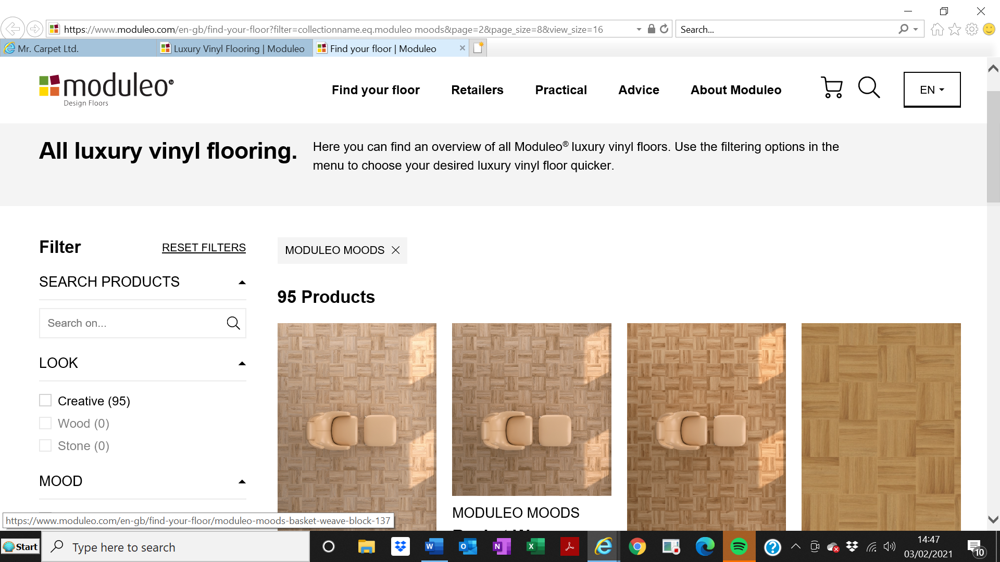 https://www.moduleo.com/en-gb/find-your-floor?filter=collectionname.eq.moduleo moods&page=2&page_size=8&view_size=16
Search...
Mr. Carpet Ltd.
Luxury Vinyl Flooring | Moduleo
Find your floor | Moduleo
moduleo
Design Floors
Find your floor
Retailers
Practical
Advice
About Moduleo
EN
All luxury vinyl flooring.
Here you can find an overview of all Moduleo® luxury vinyl floors. Use the filtering options in the
menu to choose your desired luxury vinyl floor quicker.
Filter
RESET FILTERS
MODULEO MOODS
SEARCH PRODUCTS
95 Products
Search on...
LOOK
Creative (95)
Wood (0)
Stone (0)
MOOD
MODULEO MOODS
https://www.moduleo.com/en-gb/find-your-floor/moduleo-moods-basket-weave-block-137
Start
Type here to search
14:47
03/02/2021
10